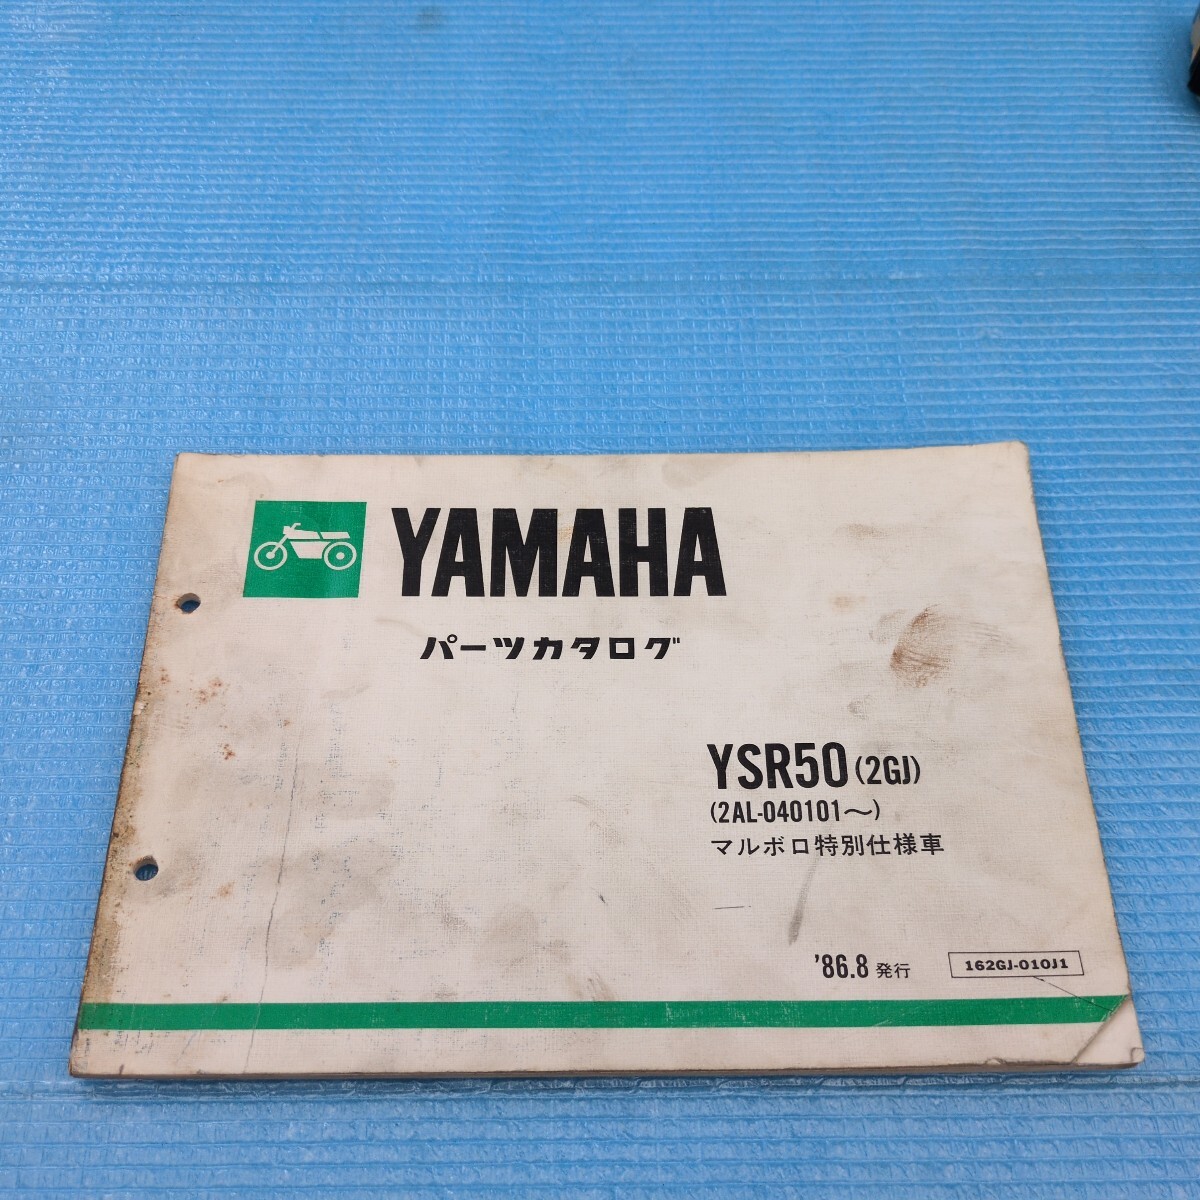 YAMAHA
パーツカタログ
YSR50 (2GJ)
(2AL-040101〜)
マルボロ特別仕様車
'86.8 発行
162GJ-010J1